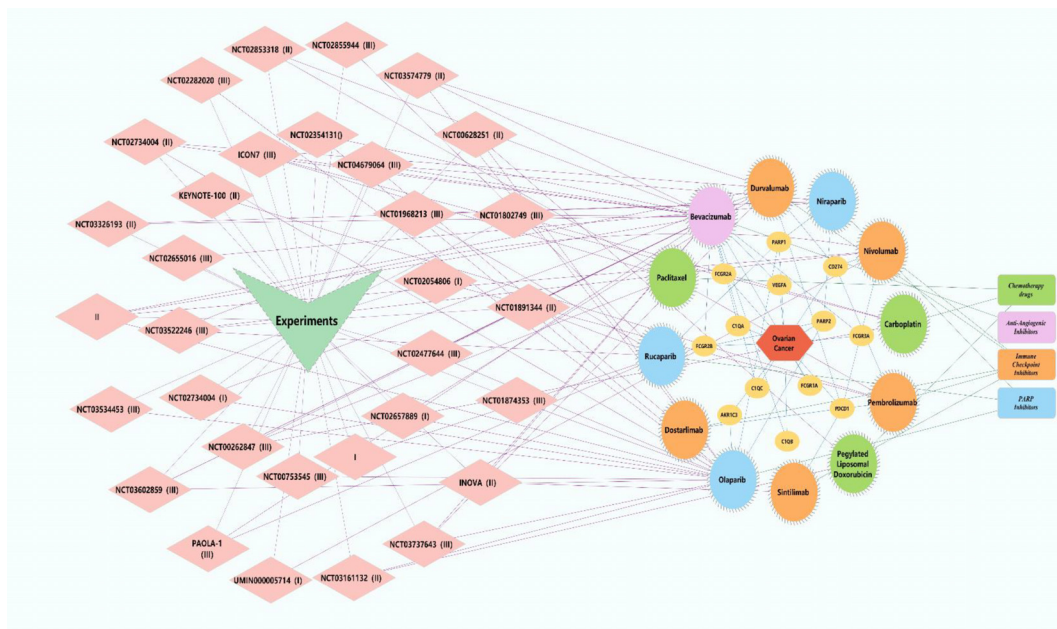 NCT02853318 (II)
NCT02855944 (III)
NCT03574779 (II)
NCT02282020 (III)
NCT02734004 (II)
NCT02354131()
NCT00628251 (II)
ICON7 (III)
NCT04679064 (III)
KEYNOTE-100 (II)
NCT01968213 (III)
NCT01802749 (III)
NCT03326193 (II)
NCT02655016 (III)
NCT02054806 (I)
NCT01891344 (II)
II
NCT03522246 (III)
Experiments
NCT02477644 (III)
NCT02734004 (I)
NCT03534453 (III)
NCT02657889 (I)
NCT01874353 (III)
NCT00262847 (III)
I
NCT00753545 (III)
INOVA (II)
NCT03602859 (III)
PAOLA-1
(III)
NCT03737643 (III)
UMIN000005714 (I)
NCT03161132 (II)
Durvalumab
Niraparib
Bevacizumab
Nivolumab
Paclitaxel
Carboplatin
Rucaparib
Pembrolizumab
Dostarlimab
Pegylated
Liposomal
Doxorubicin
Olaparib
Sintilimab
PARP1
CD274
FCGR2A
VEGFA
C1QA
PARP2
FCGR3A
FCGR2B
Ovarian
Cancer
C1QC
FCGR1A
AKR1C3
PDCD1
C1QB
Chemotherapy
drugs
Anti-Angiogenic
Inhibitors
Immune
Checkpoint
Inhibitors
PARP
Inhibitors